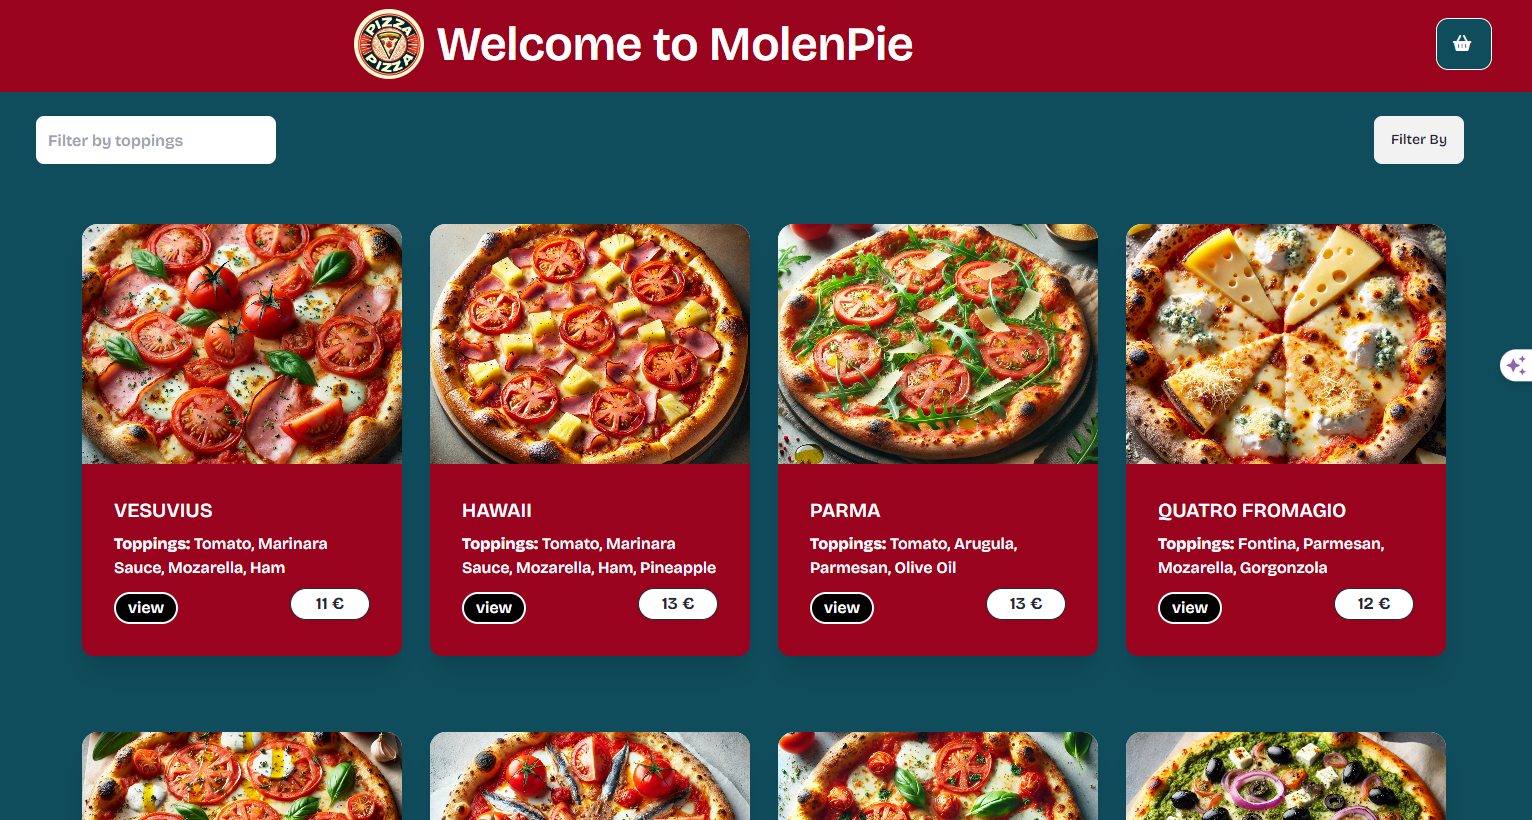 PIZZA
PIZZA
Welcome to MolenPie
Filter by toppings
Filter By
VESUVIUS
Toppings: Tomato, Marinara
Sauce, Mozarella, Ham
view
11 €
HAWAII
Toppings: Tomato, Marinara
Sauce, Mozarella, Ham, Pineapple
view
13 €
PARMA
Toppings: Tomato, Arugula,
Parmesan, Olive Oil
view
13 €
QUATRO FROMAGIO
Toppings: Fontina, Parmesan,
Mozarella, Gorgonzola
view
12 €